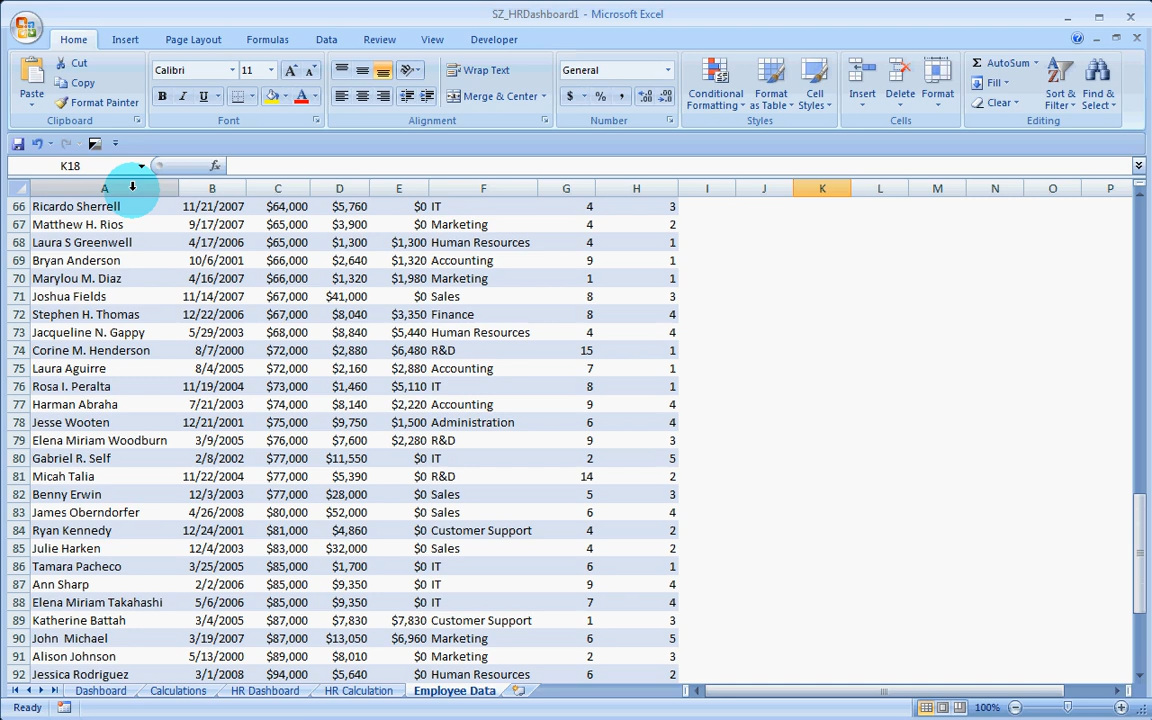 SZ_HRDashboard1 - Microsoft Excel
Home Insert Page Layout Formulas Data Review View Developer
Paste Cut Copy Format Painter Calibri 11 A A Wrap Text General Conditional Formatting Format as Table Cell Styles Insert Delete Format AutoSum Fill Clear Sort & Filter Find & Select
B I U A Merge & Center $ % ,
Clipboard Font Alignment Number Styles Cells Editing
K18 fx
A B C D E F G H I J K L M N O P
66 Ricardo Sherrell 11/21/2007 $64,000 $5,760 $0 IT 4 3
67 Matthew H. Rios 9/17/2007 $65,000 $3,900 $0 Marketing 4 2
68 Laura S Greenwell 4/17/2006 $65,000 $1,300 $1,300 Human Resources 4 1
69 Bryan Anderson 10/6/2001 $66,000 $2,640 $1,320 Accounting 9 1
70 Marylou M. Diaz 4/16/2007 $66,000 $1,320 $1,980 Marketing 1 1
71 Joshua Fields 11/14/2007 $67,000 $41,000 $0 Sales 8 3
72 Stephen H. Thomas 12/22/2006 $67,000 $8,040 $3,350 Finance 8 4
73 Jacqueline N. Gappy 5/29/2003 $68,000 $8,840 $5,440 Human Resources 4 4
74 Corine M. Henderson 8/7/2000 $72,000 $2,880 $6,480 R&D 15 1
75 Laura Aguirre 8/4/2005 $72,000 $2,160 $2,880 Accounting 7 1
76 Rosa I. Peralta 11/19/2004 $73,000 $1,460 $5,110 IT 8 1
77 Harman Abraha 7/21/2003 $74,000 $8,140 $2,220 Accounting 9 4
78 Jesse Wooten 12/21/2001 $75,000 $9,750 $1,500 Administration 6 4
79 Elena Miriam Woodburn 3/9/2005 $76,000 $7,600 $2,280 R&D 9 3
80 Gabriel R. Self 2/8/2002 $77,000 $11,550 $0 IT 2 5
81 Micah Talia 11/22/2004 $77,000 $5,390 $0 R&D 14 2
82 Benny Erwin 12/3/2003 $77,000 $28,000 $0 Sales 5 3
83 James Oberndorfer 4/26/2008 $80,000 $52,000 $0 Sales 6 4
84 Ryan Kennedy 12/24/2001 $81,000 $4,860 $0 Customer Support 4 2
85 Julie Harken 12/4/2003 $83,000 $32,000 $0 Sales 4 2
86 Tamara Pacheco 3/25/2005 $85,000 $1,700 $0 IT 6 1
87 Ann Sharp 2/2/2006 $85,000 $9,350 $0 IT 9 4
88 Elena Miriam Takahashi 5/6/2006 $85,000 $9,350 $0 IT 7 4
89 Katherine Battah 3/4/2005 $87,000 $7,830 $7,830 Customer Support 1 3
90 John Michael 3/19/2007 $87,000 $13,050 $6,960 Marketing 6 5
91 Alison Johnson 5/13/2000 $89,000 $8,010 $0 Marketing 2 3
92 Jessica Rodriguez 3/1/2008 $94,000 $5,640 $0 Human Resources 6 2
Dashboard Calculations HR Dashboard HR Calculation Employee Data
Ready 100%